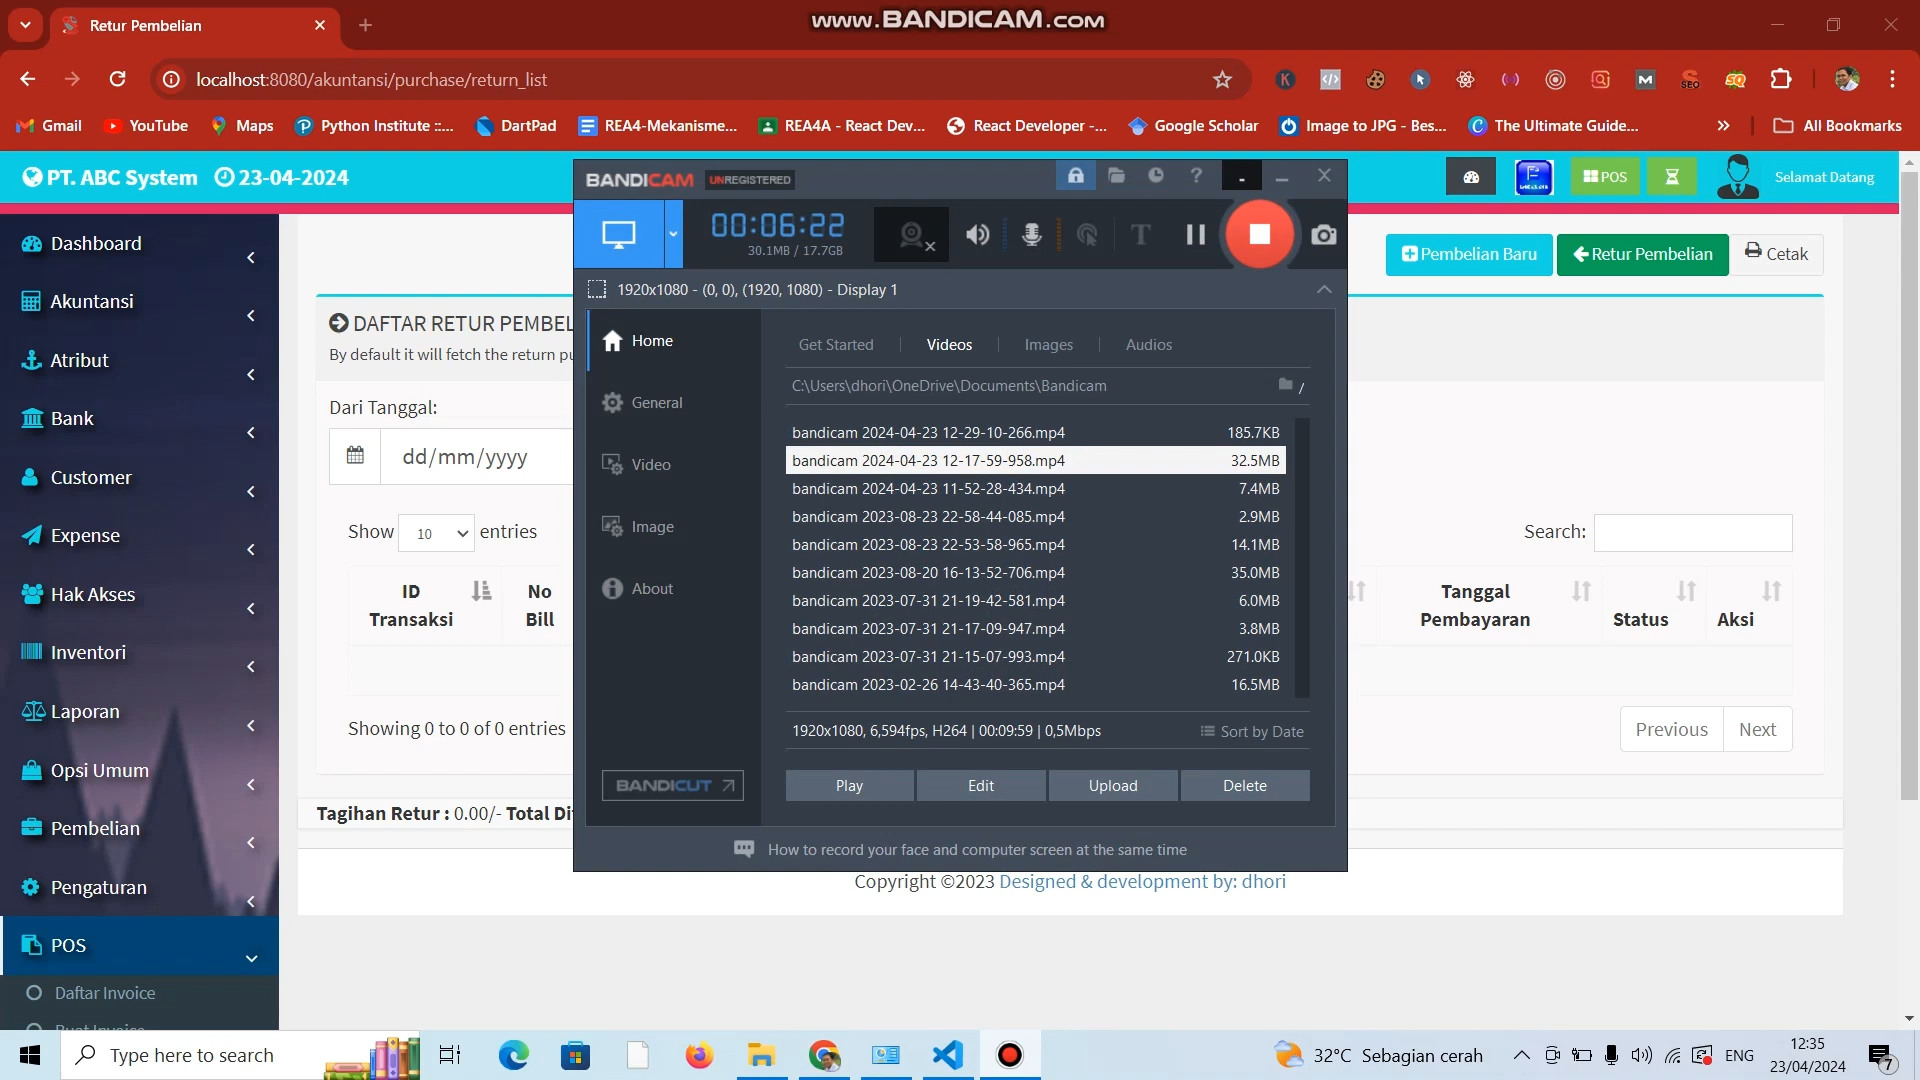 Retur Pembelian
www.BANDICAM.com
localhost:8080/akuntansi/purchase/return_list
Gmail YouTube Maps Python Institute ::... DartPad REA4-Mekanisme... REA4A - React Dev... React Developer -... Google Scholar Image to JPG - Bes... The Ultimate Guide... » All Bookmarks
PT. ABC System 23-04-2024
POS
Selamat Datang
Dashboard
Akuntansi
Atribut
Bank
Customer
Expense
Hak Akses
Inventori
Laporan
Opsi Umum
Pembelian
Pengaturan
POS
Daftar Invoice
Pembelian Baru Retur Pembelian Cetak
DAFTAR RETUR PEMBEL
By default it will fetch the return pu
Dari Tanggal:
dd/mm/yyyy
Show 10 entries
Search:
ID Transaksi
No Bill
Tanggal Pembayaran
Status
Aksi
Showing 0 to 0 of 0 entries
Previous Next
Tagihan Retur : 0.00/- Total Di
Copyright ©2023 Designed & development by: dhori
BANDICAM UNREGISTERED
00:06:22
30.1MB / 17.7GB
1920x1080 - (0, 0), (1920, 1080) - Display 1
Home
General
Video
Image
About
BANDICUT
Get Started Videos Images Audios
C:\Users\dhori\OneDrive\Documents\Bandicam
/
bandicam 2024-04-23 12-29-10-266.mp4 185.7KB
bandicam 2024-04-23 12-17-59-958.mp4 32.5MB
bandicam 2024-04-23 11-52-28-434.mp4 7.4MB
bandicam 2023-08-23 22-58-44-085.mp4 2.9MB
bandicam 2023-08-23 22-53-58-965.mp4 14.1MB
bandicam 2023-08-20 16-13-52-706.mp4 35.0MB
bandicam 2023-07-31 21-19-42-581.mp4 6.0MB
bandicam 2023-07-31 21-17-09-947.mp4 3.8MB
bandicam 2023-07-31 21-15-07-993.mp4 271.0KB
bandicam 2023-02-26 14-43-40-365.mp4 16.5MB
1920x1080, 6,594fps, H264 | 00:09:59 | 0,5Mbps
Sort by Date
Play Edit Upload Delete
How to record your face and computer screen at the same time
Type here to search
32°C Sebagian cerah
ENG
12:35
23/04/2024
7